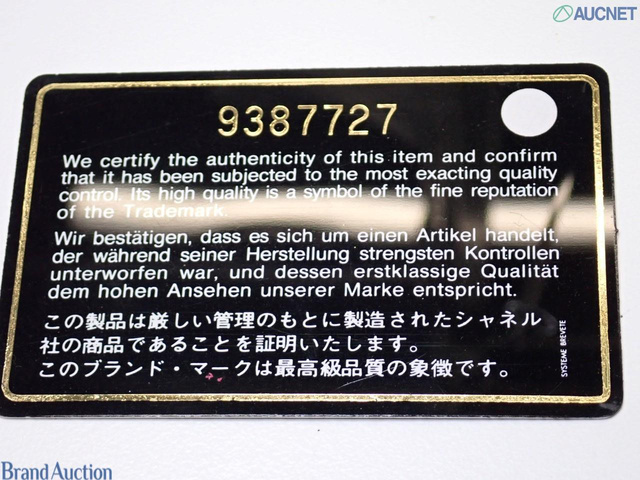 AUCNET
9387727
We certify the authenticity of this item and confirm
that it has been subjected to the most exacting quality
control. Its high quality is a symbol of the fine reputation
of the Trademark.
Wir bestätigen, dass es sich um einen Artikel handelt,
der während seiner Herstellung strengsten Kontrollen
unterworfen war, und dessen erstklassige Qualität
dem hohen Ansehen unserer Marke entspricht.
この製品は厳しい管理のもとに製造されたシャネル
社の商品であることを証明いたします。
このブランド・マークは最高級品質の象徴です。
SYSTEME BREVETE
Brand Auction